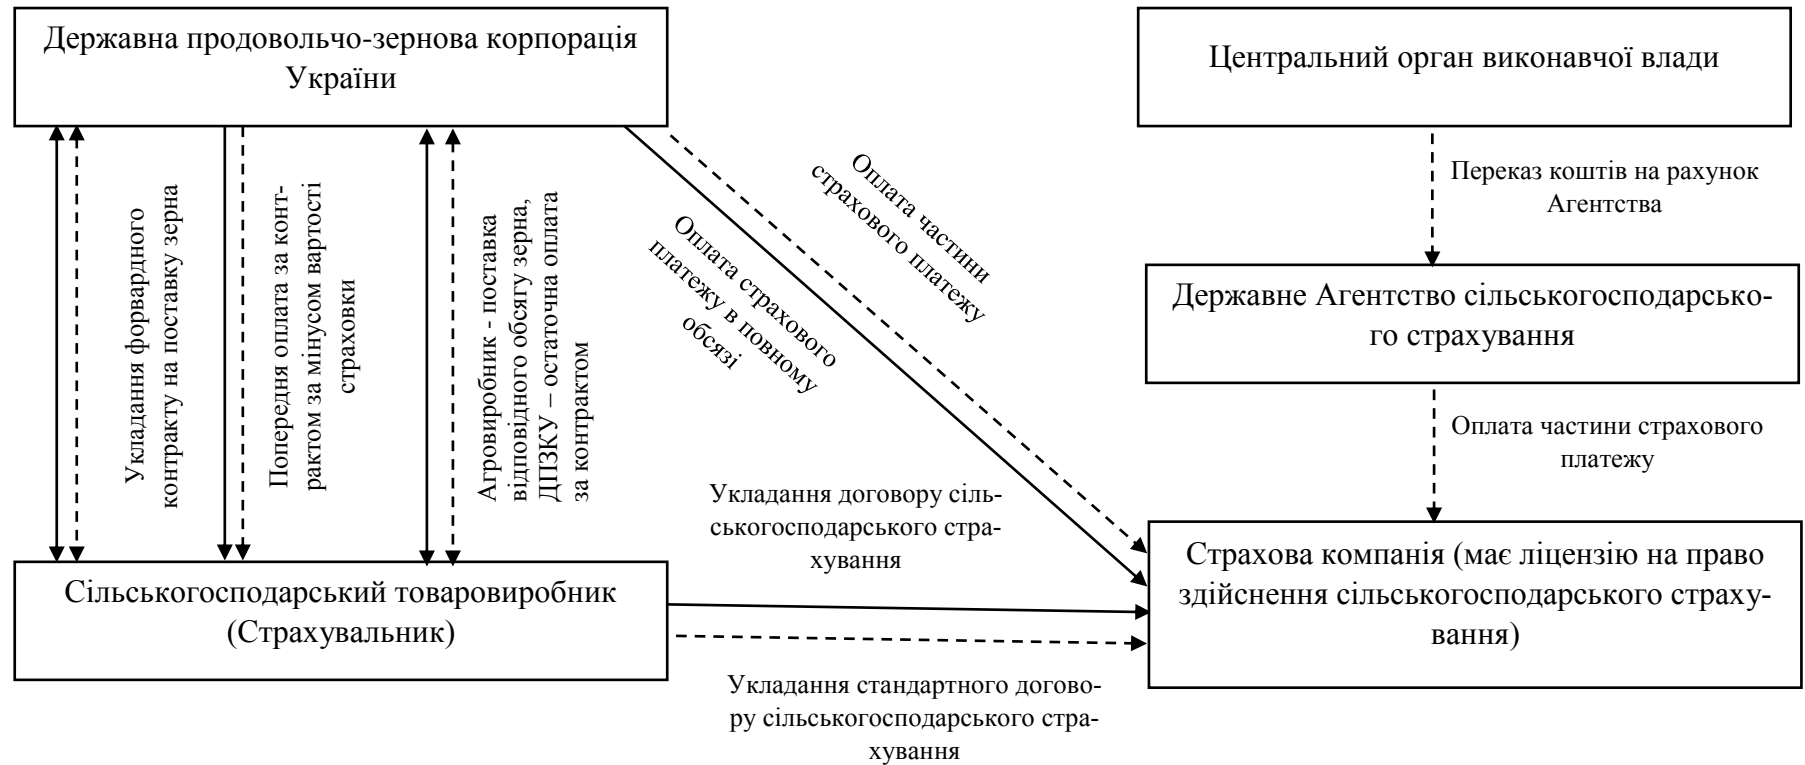 Державна продовольчо-зернова корпорація
України
Центральний орган виконавчої влади
Укладання форвардного
контракту на поставку зерна
Попередня оплата за конт-
рактом за мінусом вартості
страховки
Агровиробник - поставка
відповідного обсягу зерна,
ДПЗКУ – остаточна оплата
за контрактом
Оплата частини
страхового платежу
Оплата страхового
платежу в повному
обсязі
Переказ коштів на рахунок
Агентства
Державне Агентство сільськогосподарсько-
го страхування
Оплата частини страхового
платежу
Укладання договору сіль-
ськогосподарського стра-
хування
Сільськогосподарський товаровиробник
(Страхувальник)
Страхова компанія (має ліцензію на право
здійснення сільськогосподарського страху-
вання)
Укладання стандартного догово-
ру сільськогосподарського стра-
хування